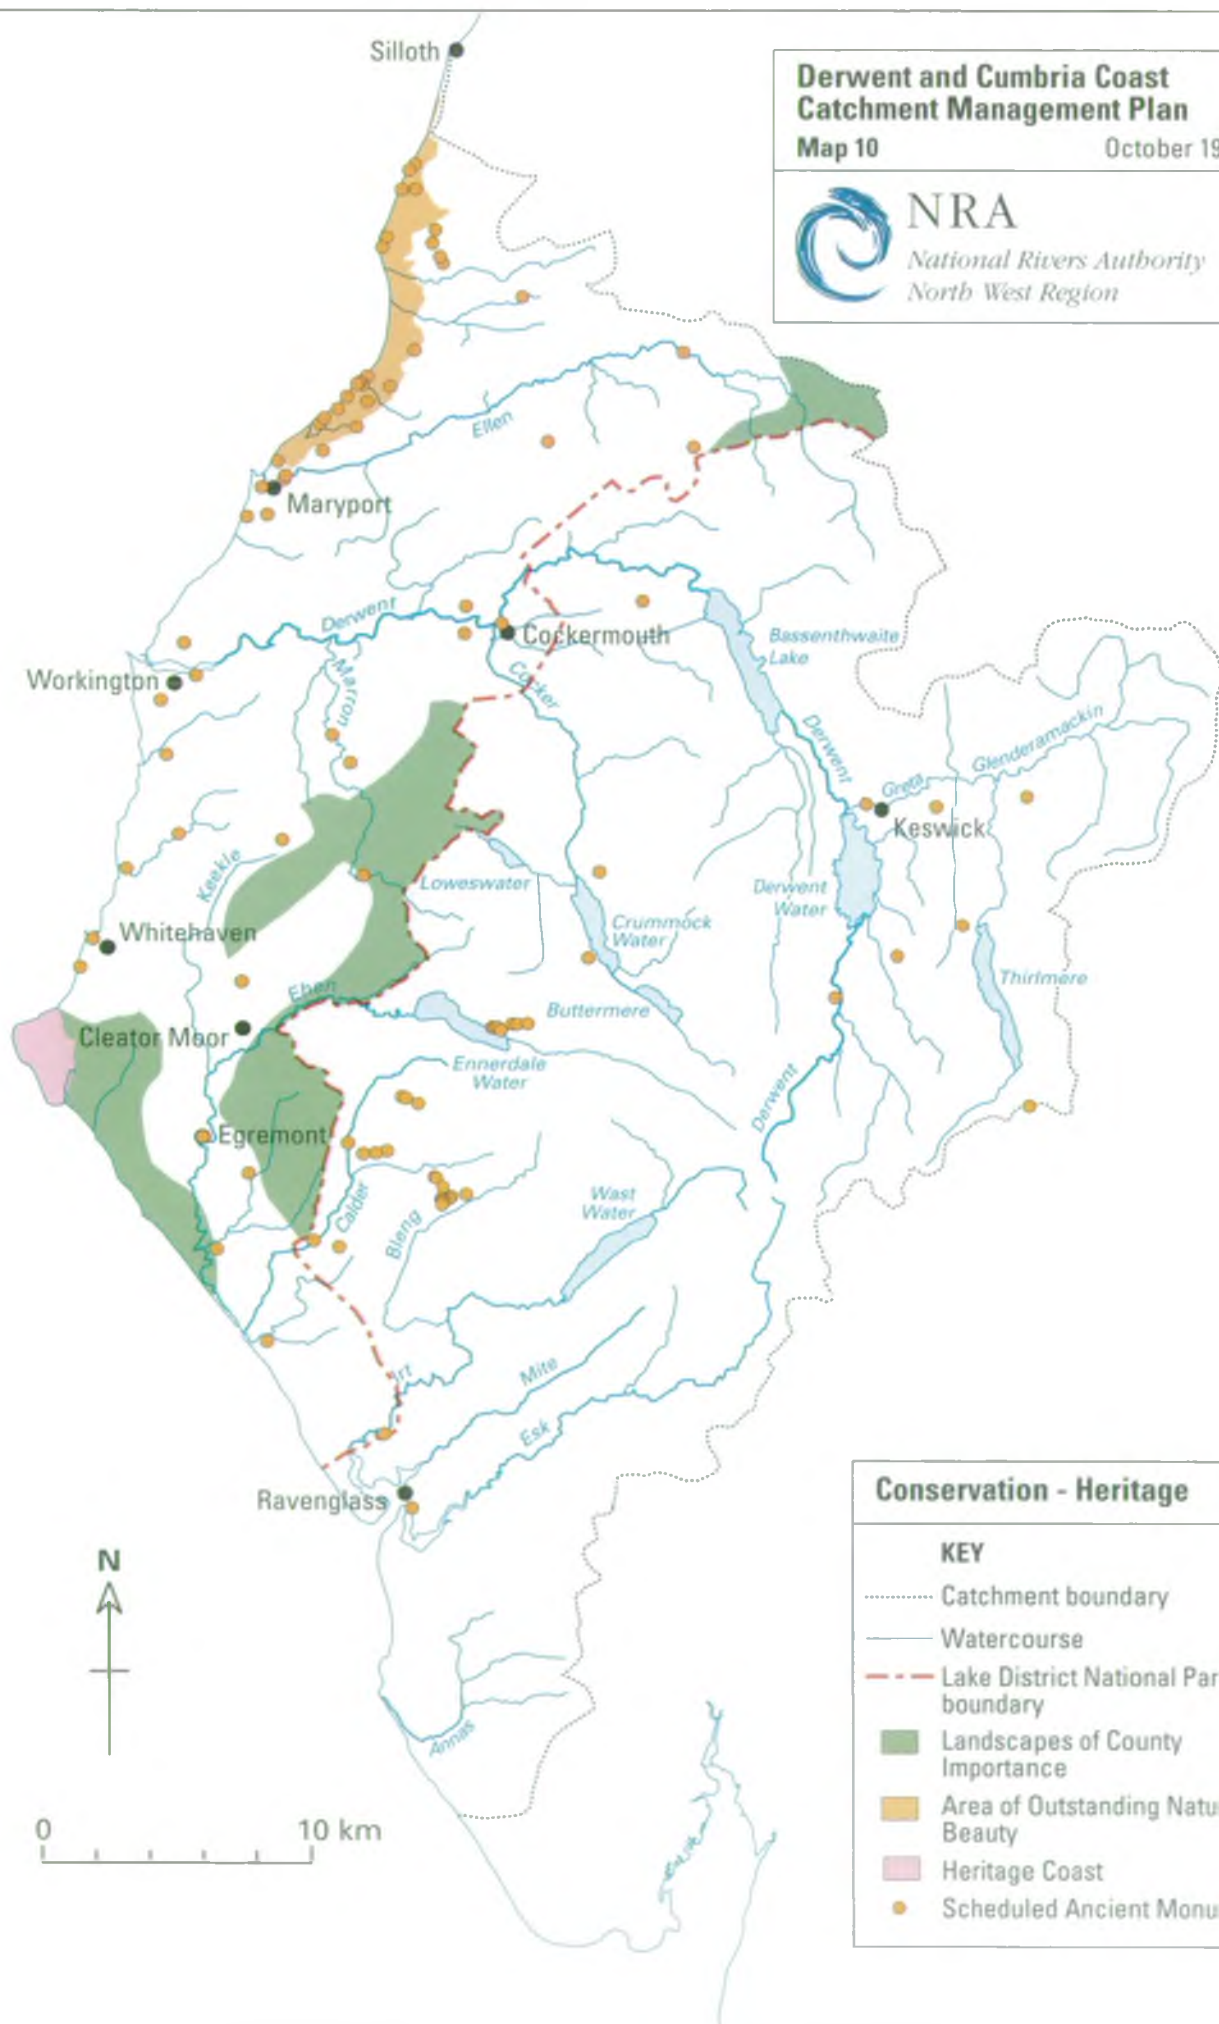 Silloth
Derwent and Cumbria Coast
Catchment Management Plan
Map 10 October 19
NRA
National Rivers Authority
North West Region
Ellen
Maryport
Derwent
Cockermouth
Bassenthwaite
Lake
Workington
Marron
Cocker
Derwent
Glenderamackin
Greta
Keswick
Keekle
Loweswater
Derwent
Water
Crummock
Water
Whitehaven
Thirlmere
Ehen
Buttermere
Cleator Moor
Ennerdale
Water
Derwent
Egremont
Calder
Wast
Water
Bleng
Irt
Mite
Esk
Ravenglass
N
Annas
0 10 km
Conservation - Heritage
KEY
Catchment boundary
Watercourse
Lake District National Par
boundary
Landscapes of County
Importance
Area of Outstanding Natu
Beauty
Heritage Coast
Scheduled Ancient Monu